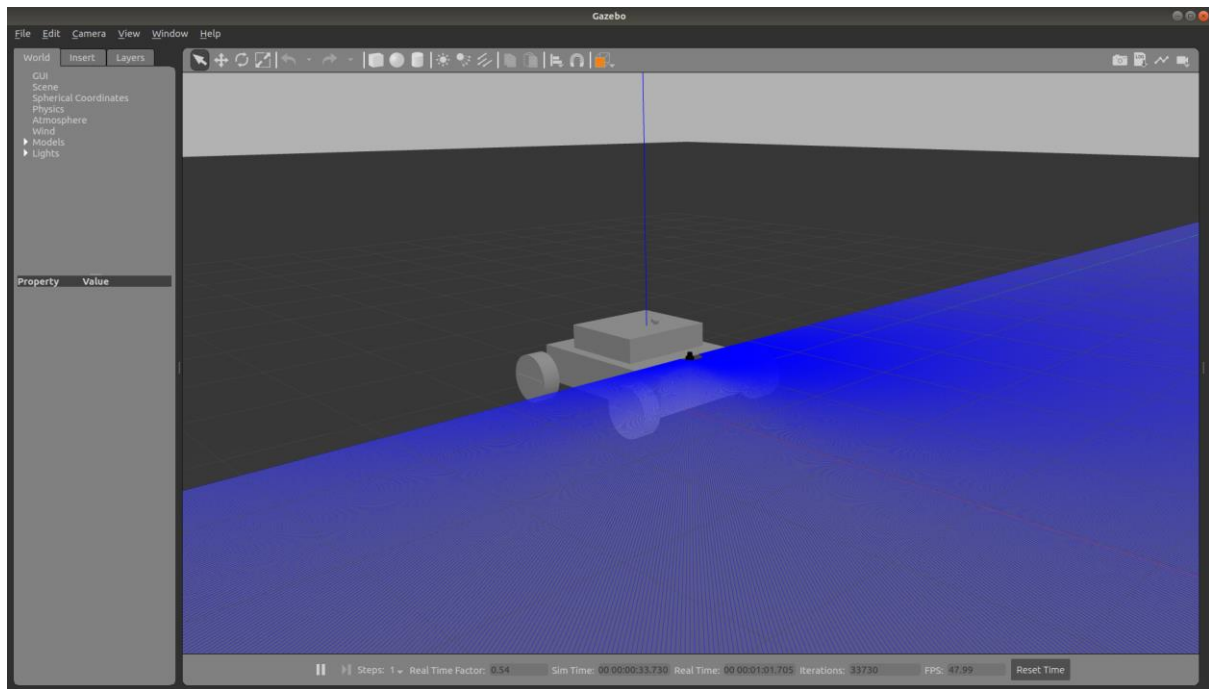 Gazebo
File Edit Camera View Window Help
World Insert Layers
GUI
Scene
Spherical Coordinates
Physics
Atmosphere
Wind
Models
Lights
LOG
Property Value
Steps: 1 Real Time Factor: 0.54 Sim Time: 00 00:00:33.730 Real Time: 00 00:01:01.705 Iterations: 33730 FPS: 47.99 Reset Time